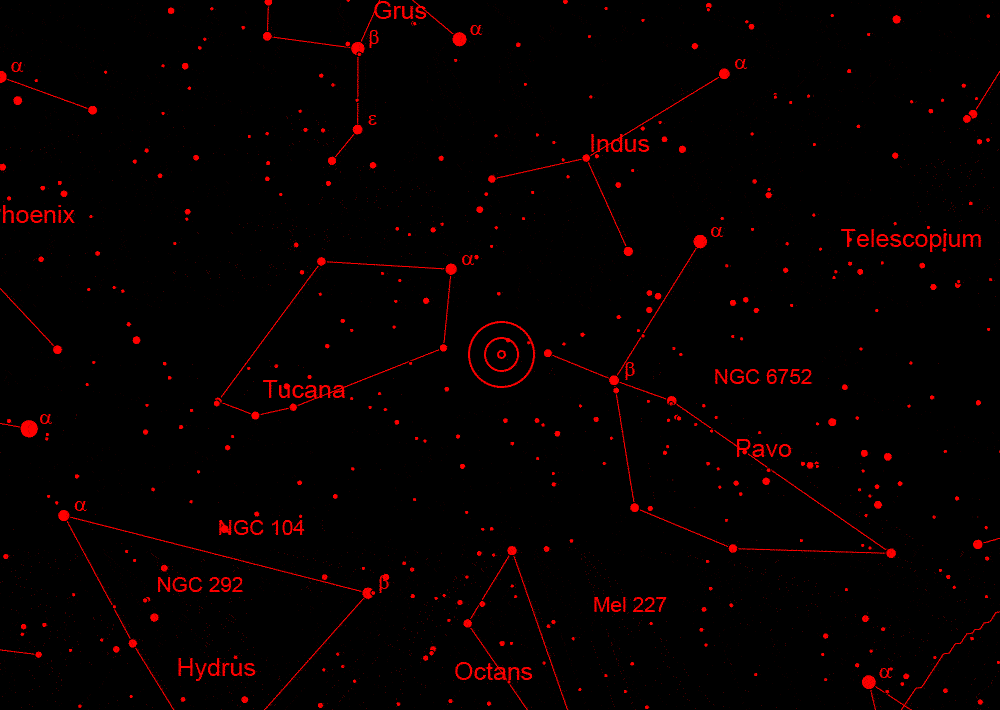 Grus
α
β
α
α
ε
Indus
hoenix
α
Telescopium
α
β
NGC 6752
Tucana
α
Pavo
α
NGC 104
NGC 292
β
Mel 227
Hydrus
Octans
α